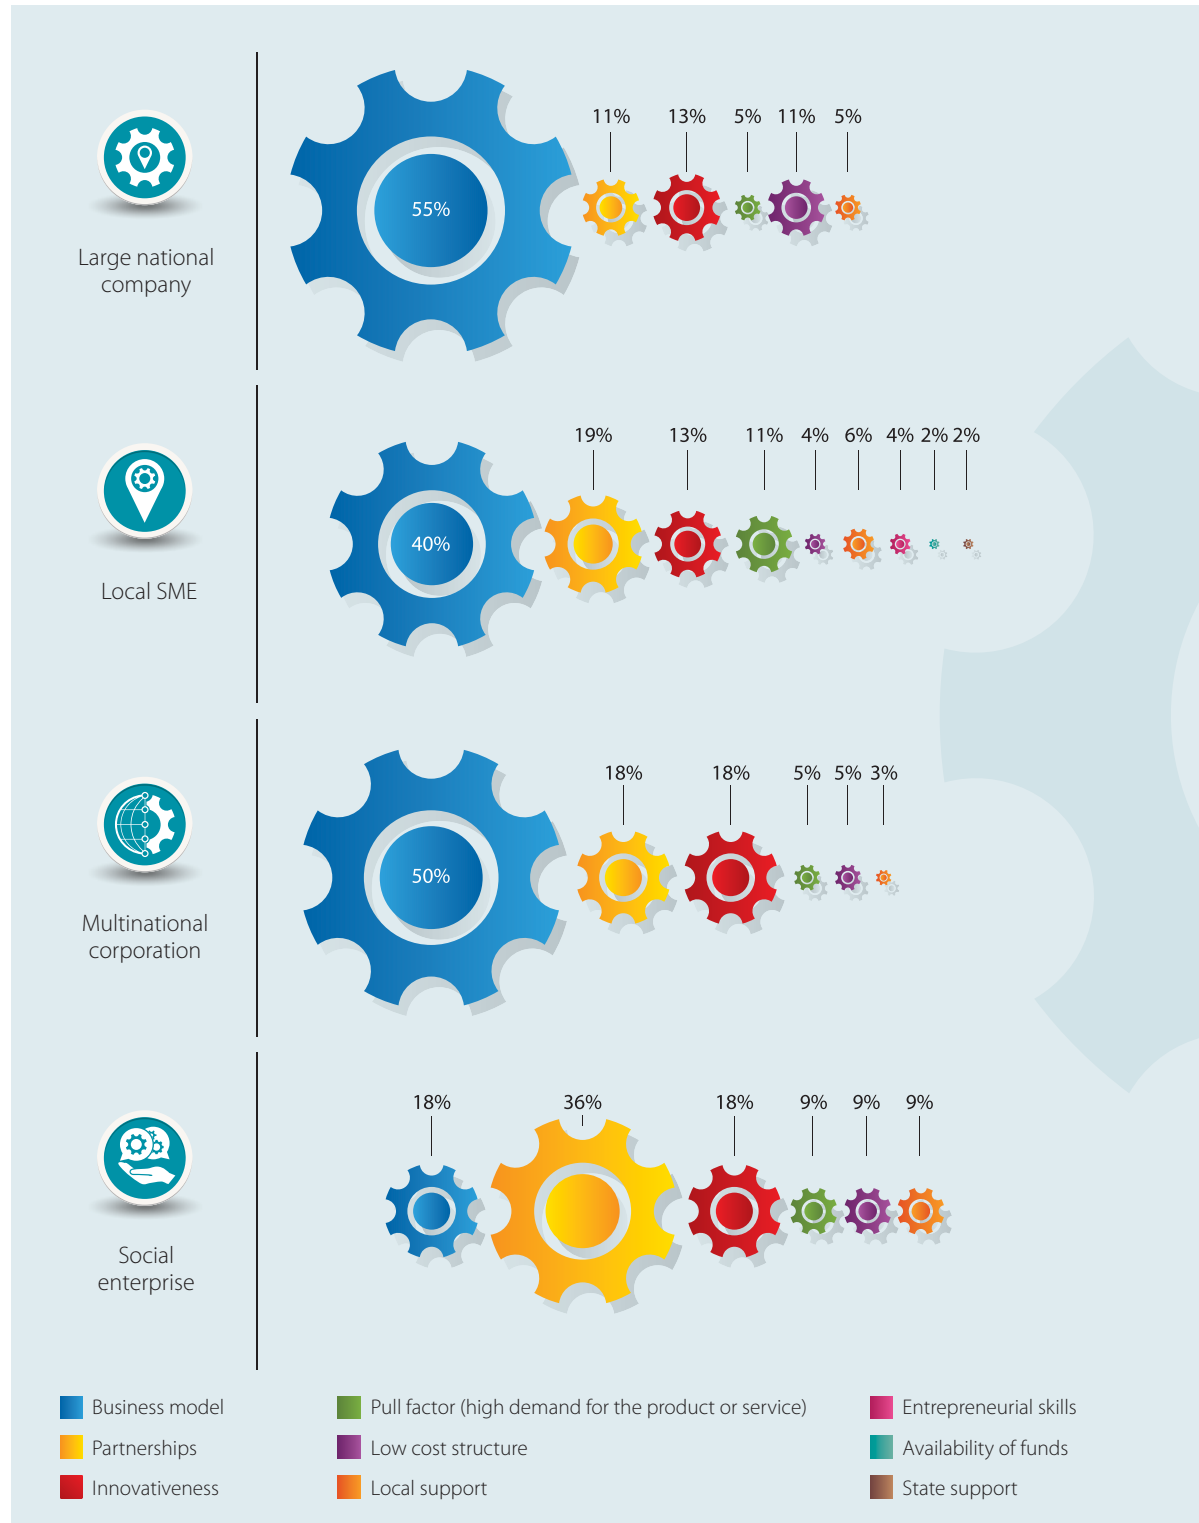 11% 13% 5% 11% 5%
55%
Large national
company
19% 13% 11% 4% 6% 4% 2% 2%
40%
Local SME
18% 18% 5% 5% 3%
50%
Multinational
corporation
18% 36% 18% 9% 9% 9%
Social
enterprise
Business model
Partnerships
Innovativeness
Pull factor (high demand for the product or service)
Low cost structure
Local support
Entrepreneurial skills
Availability of funds
State support